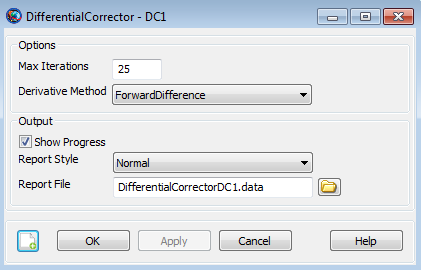 DifferentialCorrector - DC1
Options
Max Iterations 25
Derivative Method ForwardDifference
Output
Show Progress
Report Style Normal
Report File DifferentialCorrectorDC1.data
OK Apply Cancel Help